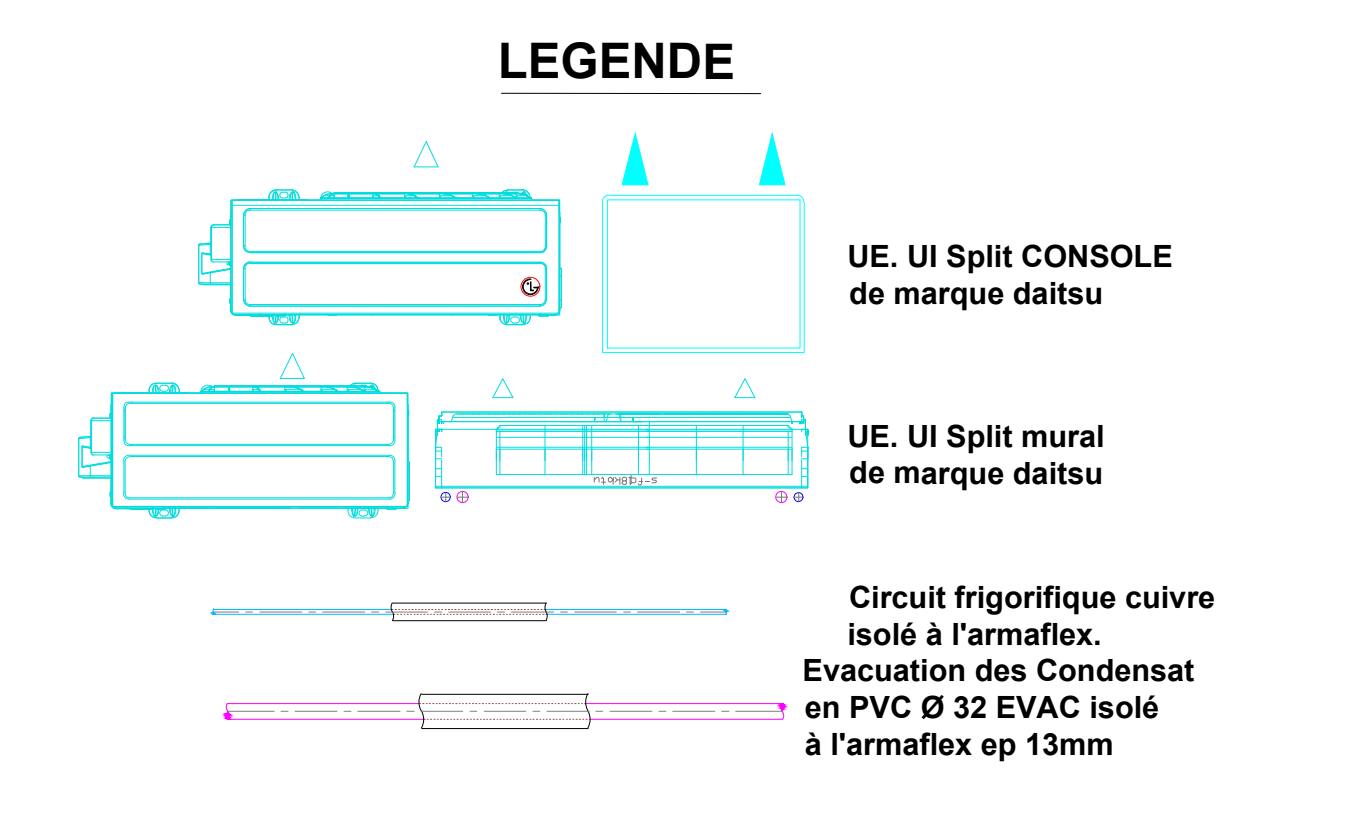 LEGENDE
UE. UI Split CONSOLE
de marque daitsu
UE. UI Split mural
de marque daitsu
Circuit frigorifique cuivre
isolé à l'armaflex.
Evacuation des Condensat
en PVC Ø 32 EVAC isolé
à l'armaflex ep 13mm